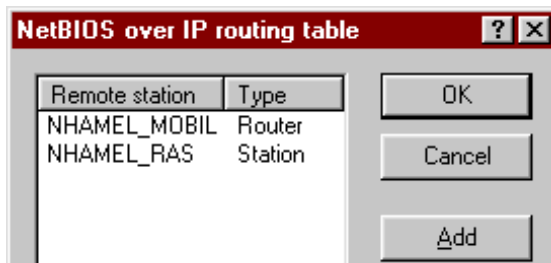 NetBIOS over IP routing table
Remote station Type
NHAMEL_MOBIL Router
NHAMEL_RAS Station
OK
Cancel
Add